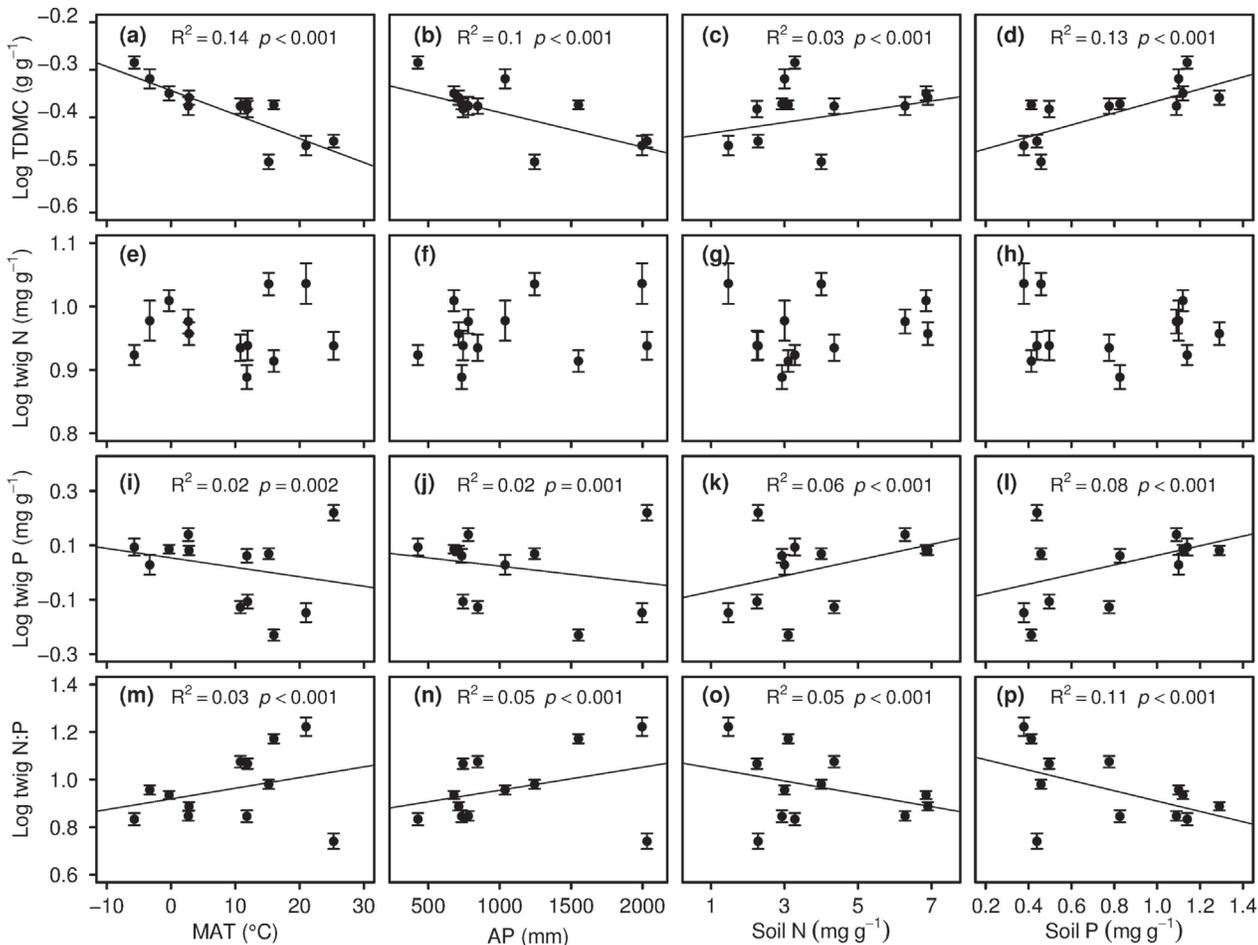 −0.2
(a) R² = 0.14 p < 0.001
(b) R² = 0.1 p < 0.001
(c) R² = 0.03 p < 0.001
(d) R² = 0.13 p < 0.001
−0.3
−0.4
−0.5
−0.6
Log TDMC (g g⁻¹)
1.1
(e)
(f)
(g)
(h)
1.0
0.9
0.8
Log twig N (mg g⁻¹)
(i) R² = 0.02 p = 0.002
(j) R² = 0.02 p = 0.001
(k) R² = 0.06 p < 0.001
(l) R² = 0.08 p < 0.001
0.3
0.1
−0.1
−0.3
Log twig P (mg g⁻¹)
1.4
(m) R² = 0.03 p < 0.001
(n) R² = 0.05 p < 0.001
(o) R² = 0.05 p < 0.001
(p) R² = 0.11 p < 0.001
1.2
1.0
0.8
0.6
Log twig N:P
−10 0 10 20 30
500 1000 1500 2000
1 3 5 7
0.2 0.4 0.6 0.8 1.0 1.2 1.4
MAT (°C)
AP (mm)
Soil N (mg g⁻¹)
Soil P (mg g⁻¹)